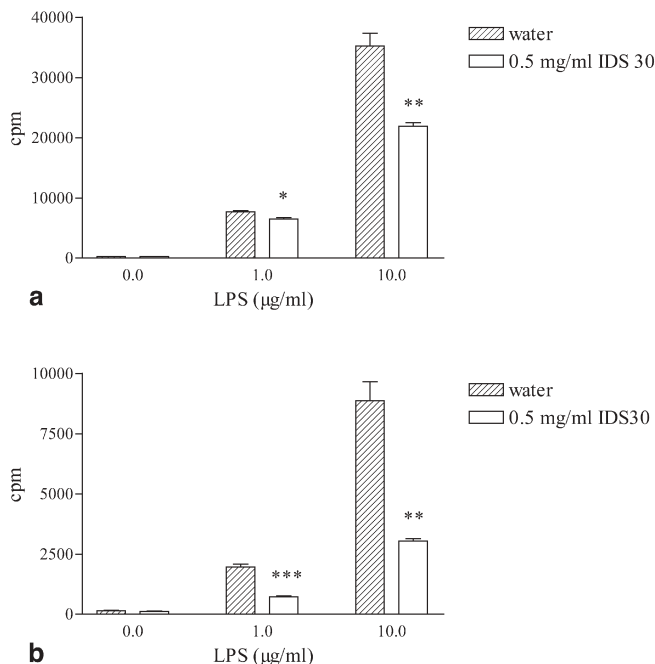 40000
30000
20000
10000
0
cpm
*
**
0.0
1.0
10.0
LPS (μg/ml)
water
0.5 mg/ml IDS 30
a
10000
7500
5000
2500
0
cpm
***
**
0.0
1.0
10.0
LPS (μg/ml)
water
0.5 mg/ml IDS30
b